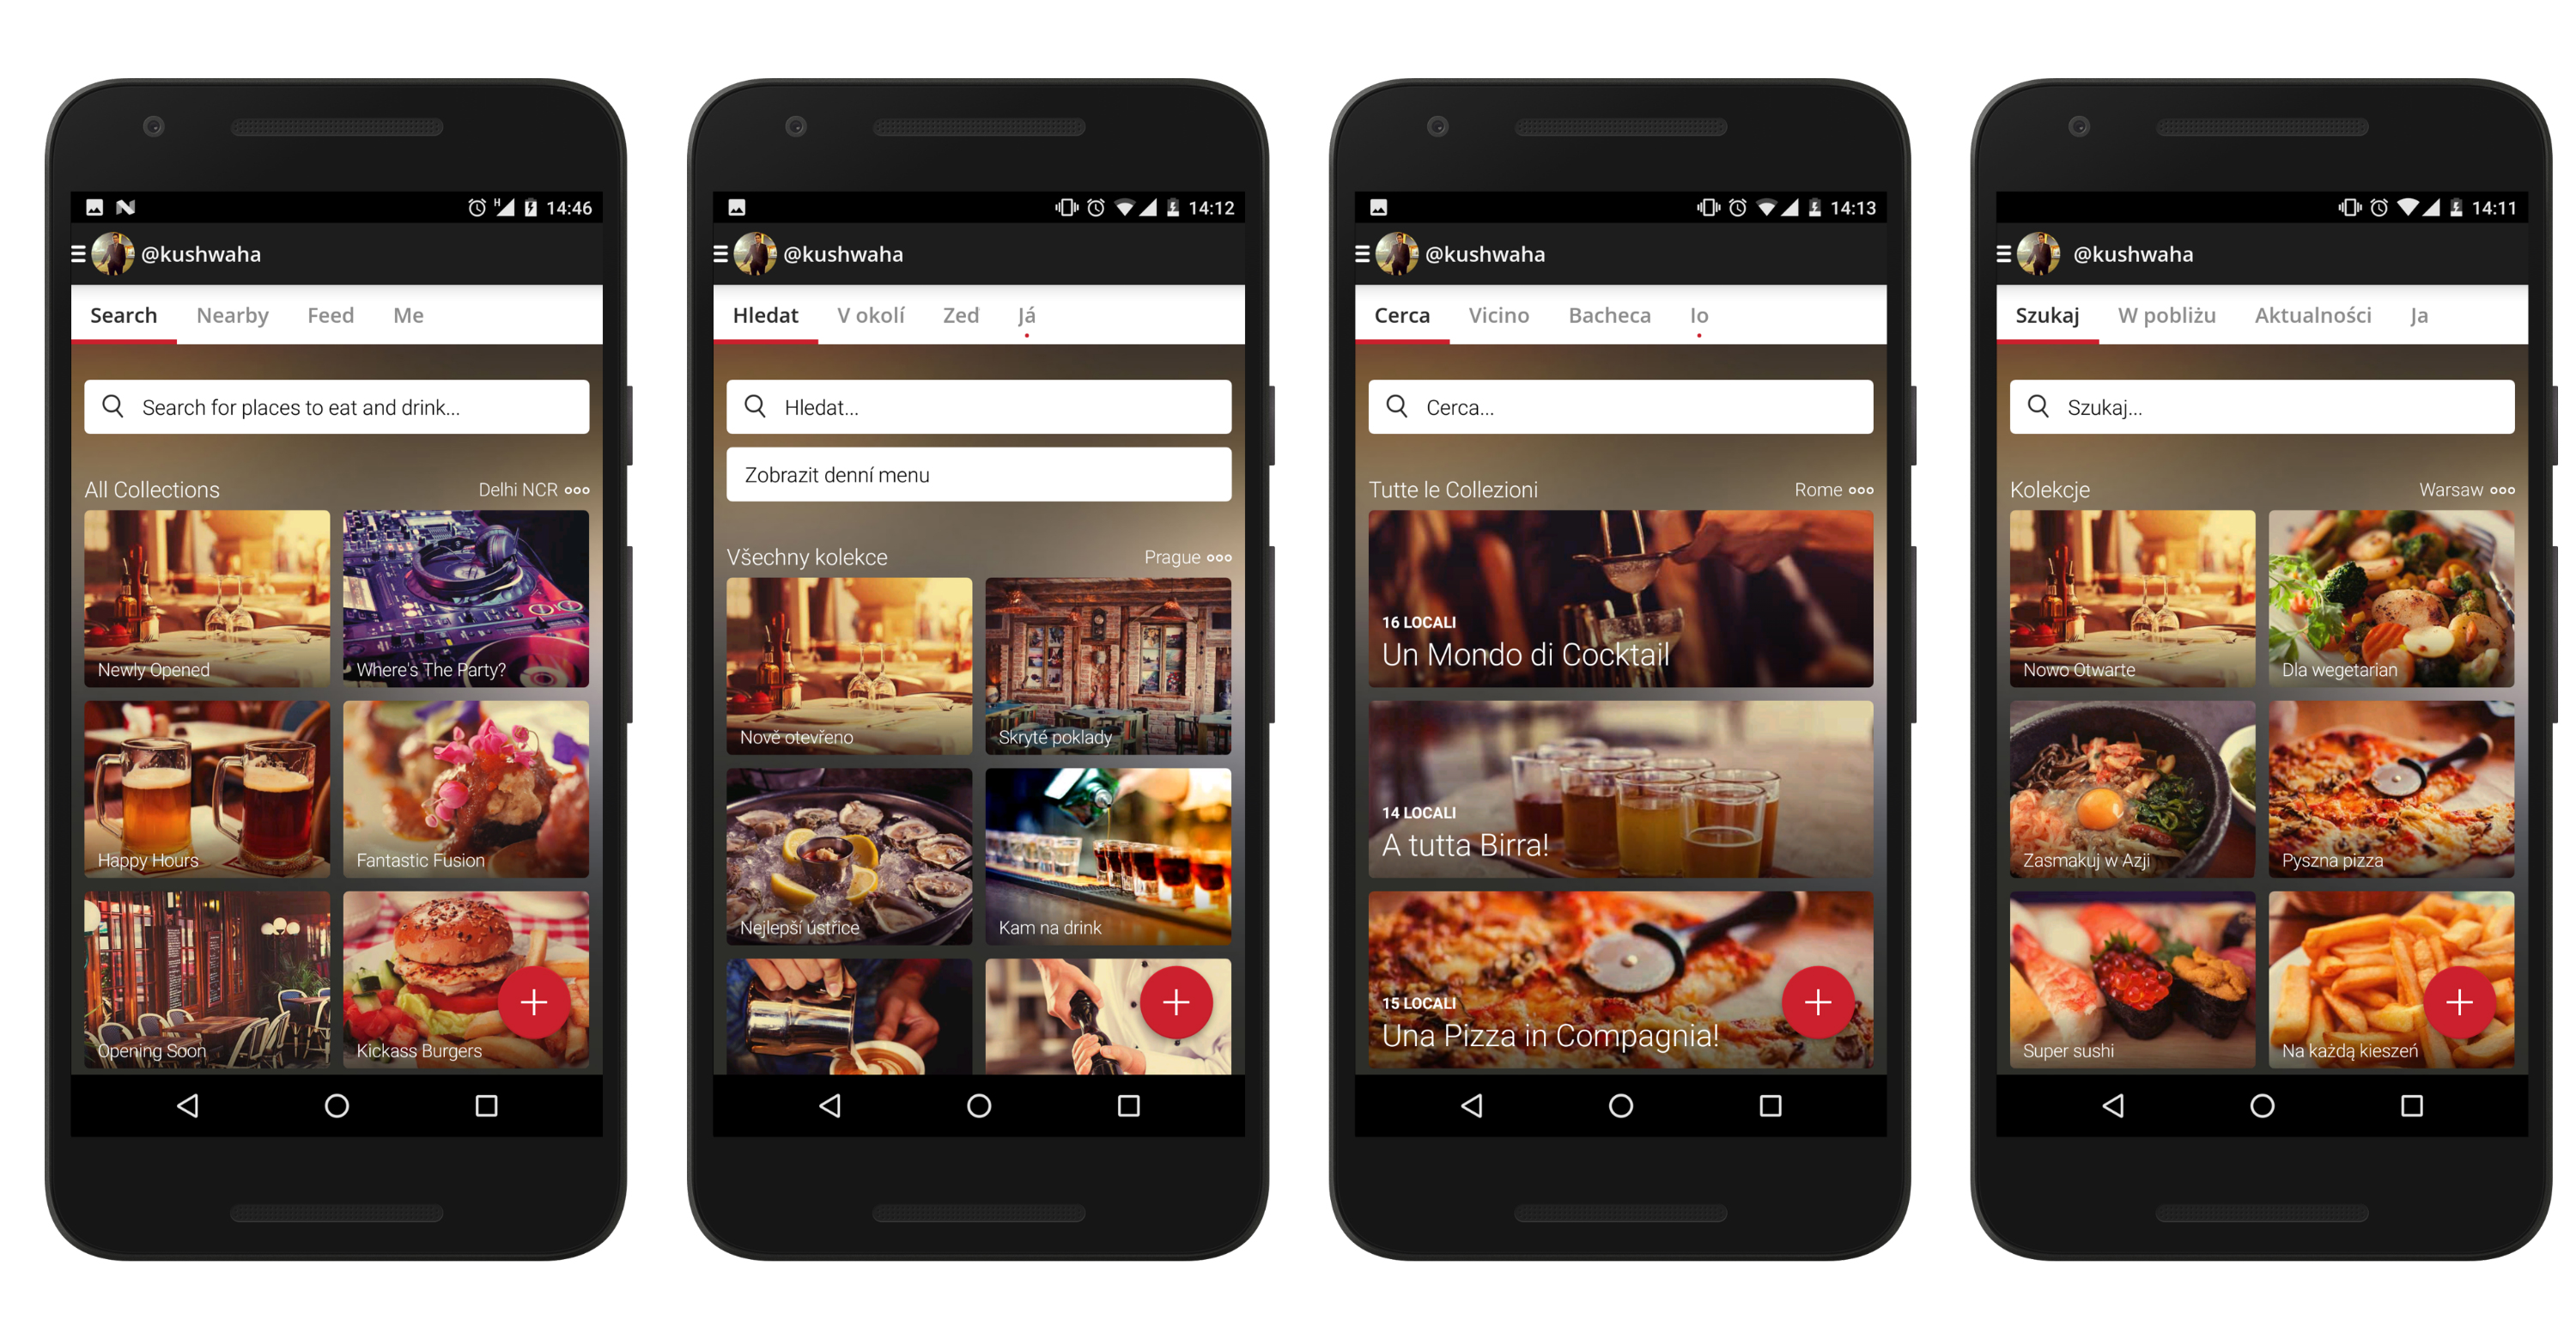 14:46
@kushwaha
Search Nearby Feed Me
Search for places to eat and drink...
All Collections Delhi NCR
Newly Opened Where's The Party?
Happy Hours Fantastic Fusion
Opening Soon Kickass Burgers
14:12
@kushwaha
Hledat V okolí Zed Já
Hledat...
Zobrazit denní menu
Všechny kolekce Prague
Nově otevřeno Skryté poklady
Nejlepší ústřice Kam na drink
14:13
@kushwaha
Cerca Vicino Bacheca Io
Cerca...
Tutte le Collezioni Rome
16 LOCALI
Un Mondo di Cocktail
14 LOCALI
A tutta Birra!
15 LOCALI
Una Pizza in Compagnia!
14:11
@kushwaha
Szukaj W pobliżu Aktualności Ja
Szukaj...
Kolekcje Warsaw
Nowo Otwarte Dla wegetarian
Zasmakuj w Azji Pyszna pizza
Super sushi Na każdą kieszeń